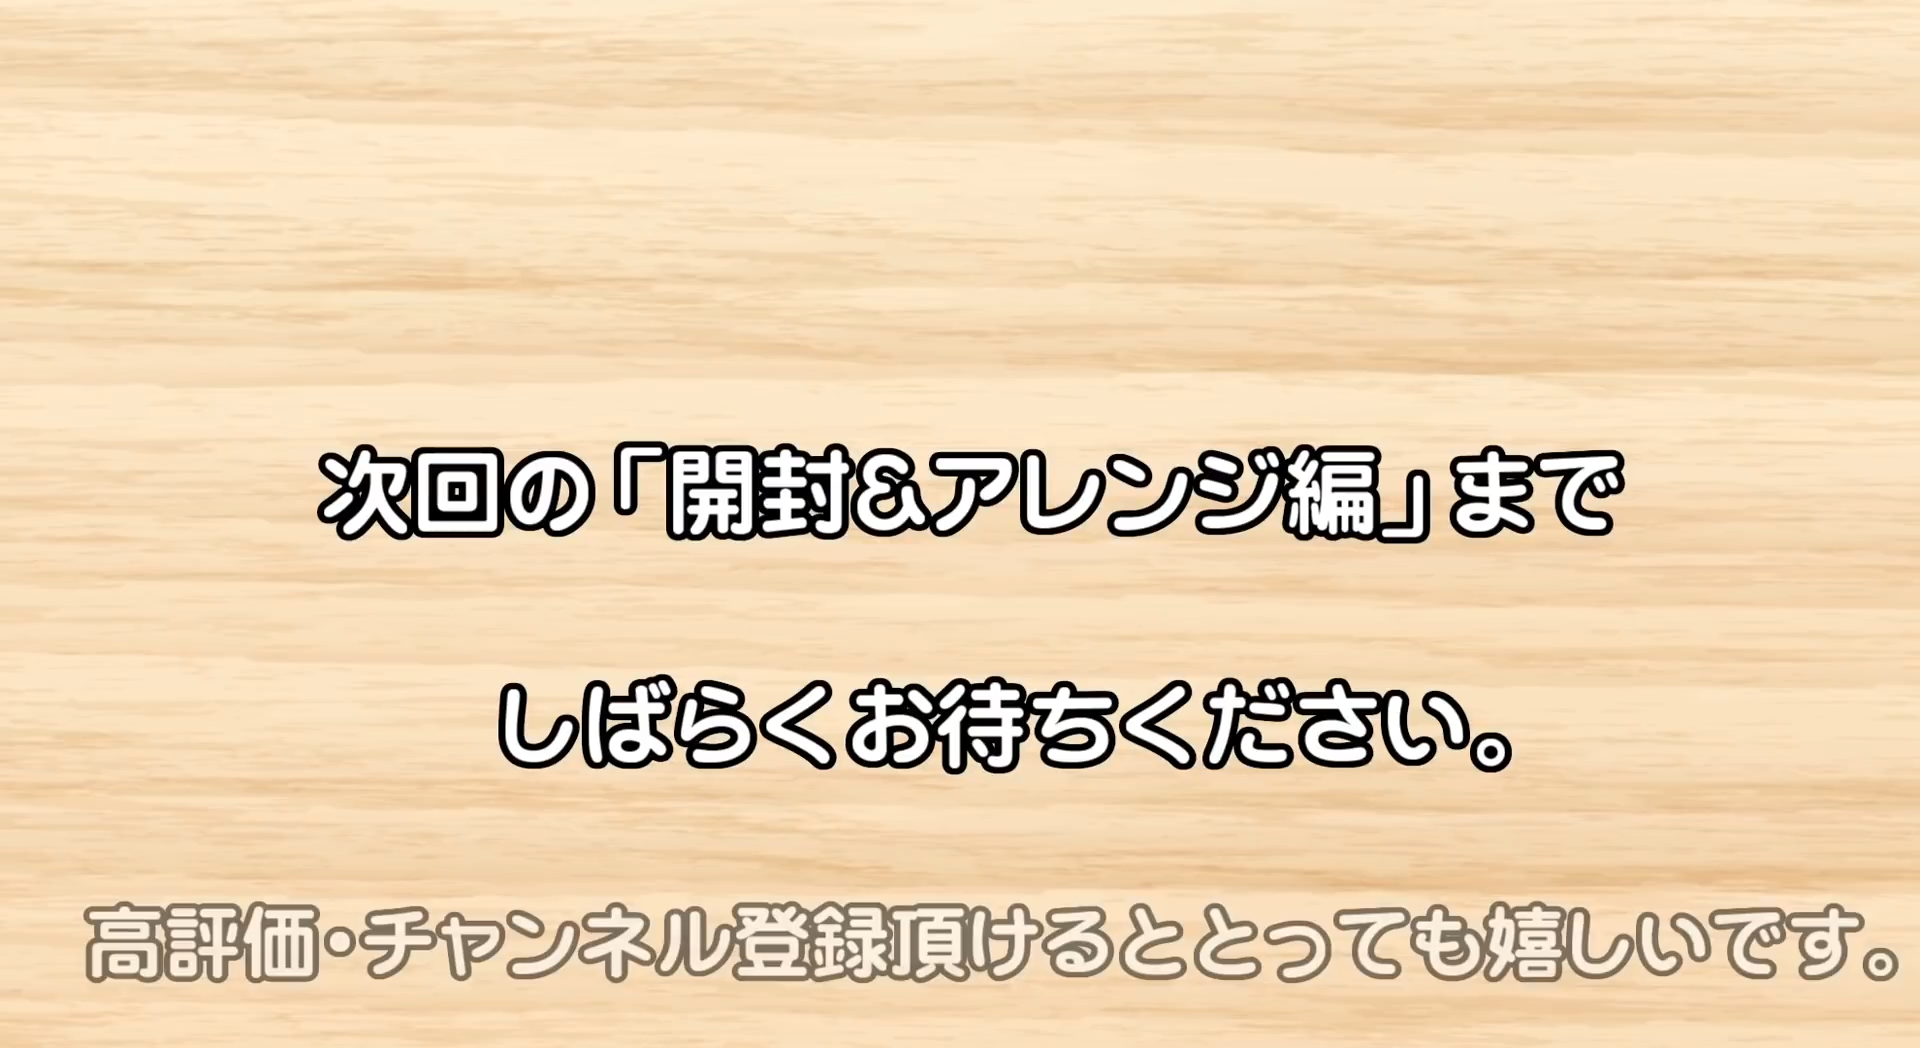 次回の「開封&アレンジ編」まで
しばらくお待ちください。
高評価・チャンネル登録頂けるととっても嬉しいです。